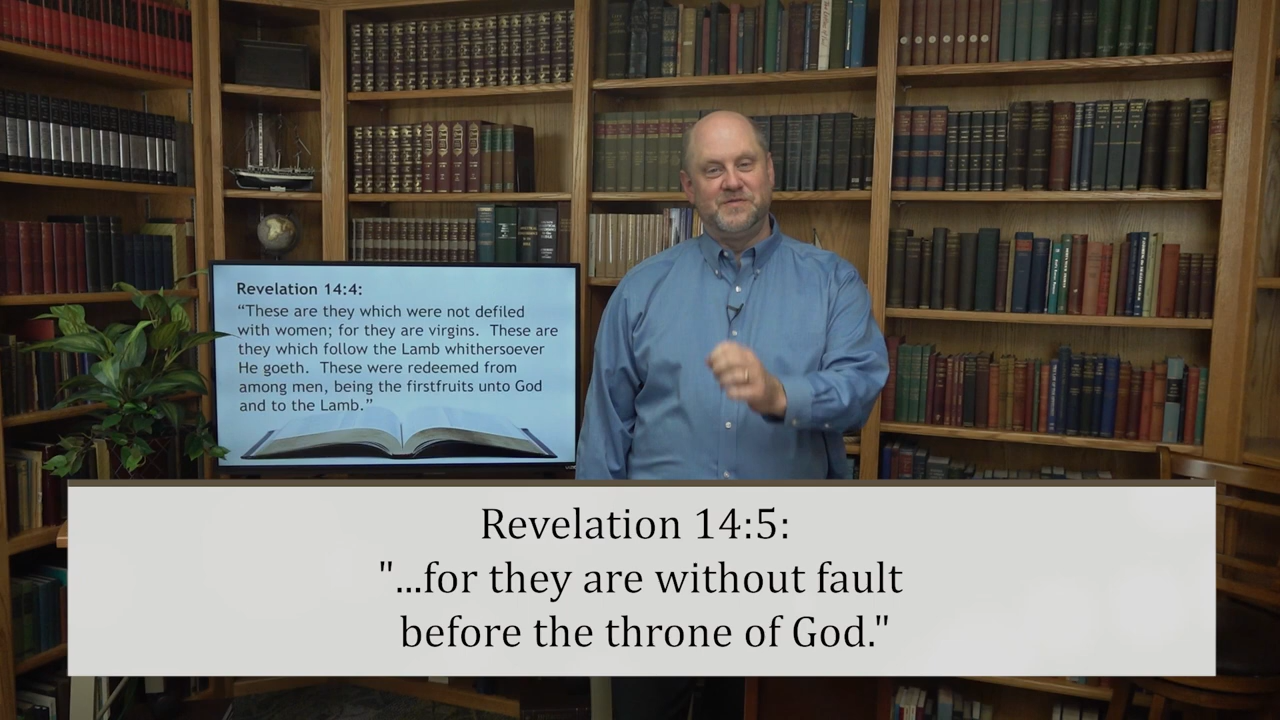 Revelation 14:4:
“These are they which were not defiled
with women; for they are virgins. These are
they which follow the Lamb whithersoever
He goeth. These were redeemed from
among men, being the firstfruits unto God
and to the Lamb.”
Revelation 14:5:
"...for they are without fault
before the throne of God."